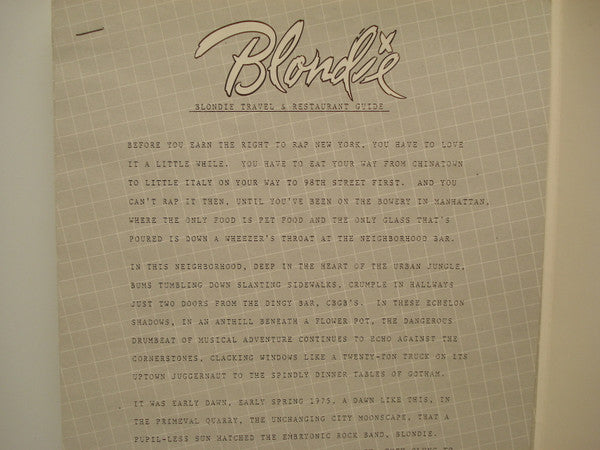 Blondie
BLONDIE TRAVEL & RESTAURANT GUIDE
BEFORE YOU EARN THE RIGHT TO RAP NEW YORK, YOU HAVE TO LOVE
IT A LITTLE WHILE. YOU HAVE TO EAT YOUR WAY FROM CHINATOWN
TO LITTLE ITALY ON YOUR WAY TO 98TH STREET FIRST. AND YOU
CAN'T RAP IT THEN, UNTIL YOU'VE BEEN ON THE BOWERY IN MANHATTAN,
WHERE THE ONLY FOOD IS PET FOOD AND THE ONLY GLASS THAT'S
POURED IS DOWN A WHEEZER'S THROAT AT THE NEIGHBORHOOD BAR.
IN THIS NEIGHBORHOOD, DEEP IN THE HEART OF THE URBAN JUNGLE,
BUMS TUMBLING DOWN SLANTING SIDEWALKS, CRUMPLE IN HALLWAYS
JUST TWO DOORS FROM THE DINGY BAR, CBGB'S. IN THESE ECHELON
SHADOWS, IN AN ANTHILL BENEATH A FLOWER POT, THE DANGEROUS
DRUMBEAT OF MUSICAL ADVENTURE CONTINUES TO ECHO AGAINST THE
CORNERSTONES, CLACKING WINDOWS LIKE A TWENTY-TON TRUCK ON ITS
UPTOWN JUGGERNAUT TO THE SPINDLY DINNER TABLES OF GOTHAM.
IT WAS EARLY DAWN, EARLY SPRING 1975, A DAWN LIKE THIS, IN
THE PRIMEVAL QUARRY, THE UNCHANGING CITY MOONSCAPE, THAT A
PUPIL-LESS SUN HATCHED THE EMBRYONIC ROCK BAND, BLONDIE.